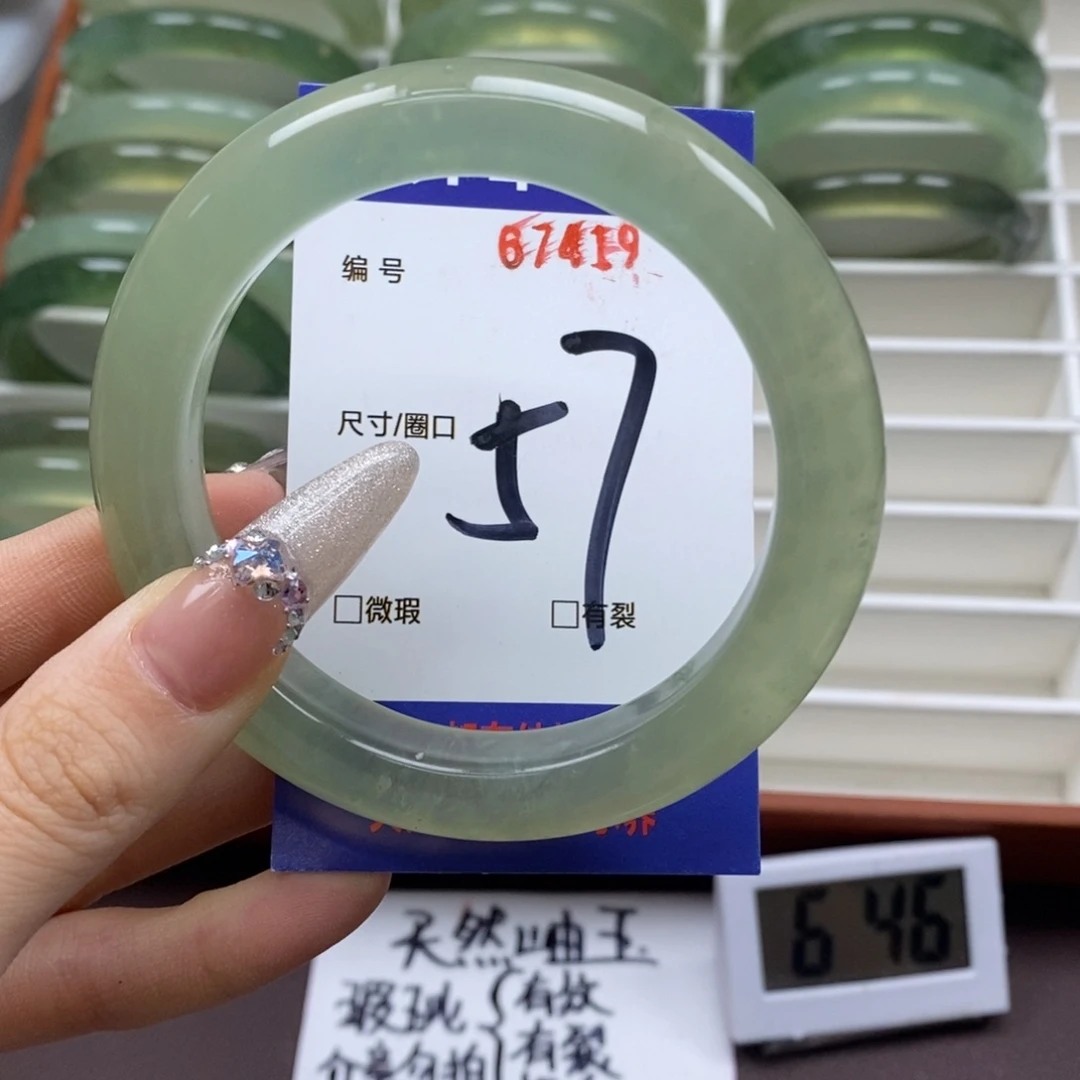 编号 67419
尺寸/圈口 57
□微瑕 □有裂
天然岫玉
瑕玭 有纹
有裂
介意勿拍
6 46